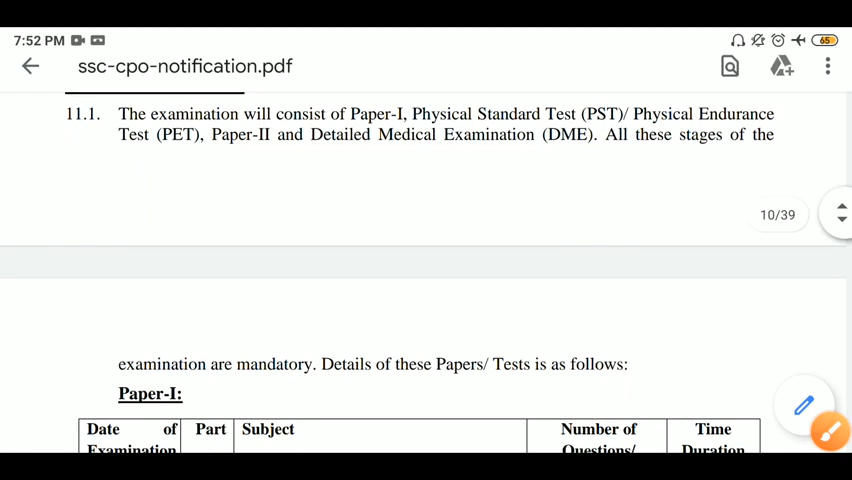 7:52 PM
65
ssc-cpo-notification.pdf
11.1. The examination will consist of Paper-I, Physical Standard Test (PST)/ Physical Endurance
Test (PET), Paper-II and Detailed Medical Examination (DME). All these stages of the
10/39
examination are mandatory. Details of these Papers/ Tests is as follows:
Paper-I:
Date of Part Subject Number of Time
Examination Questions/ Duration